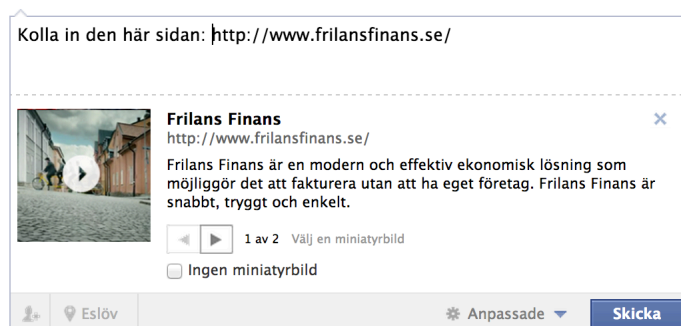 Kolla in den här sidan: http://www.frilansfinans.se/
Frilans Finans
http://www.frilansfinans.se/
Frilans Finans är en modern och effektiv ekonomisk lösning som
möjliggör det att fakturera utan att ha eget företag. Frilans Finans är
snabbt, tryggt och enkelt.
1 av 2 Välj en miniatyrbild
Ingen miniatyrbild
Eslöv Anpassade Skicka